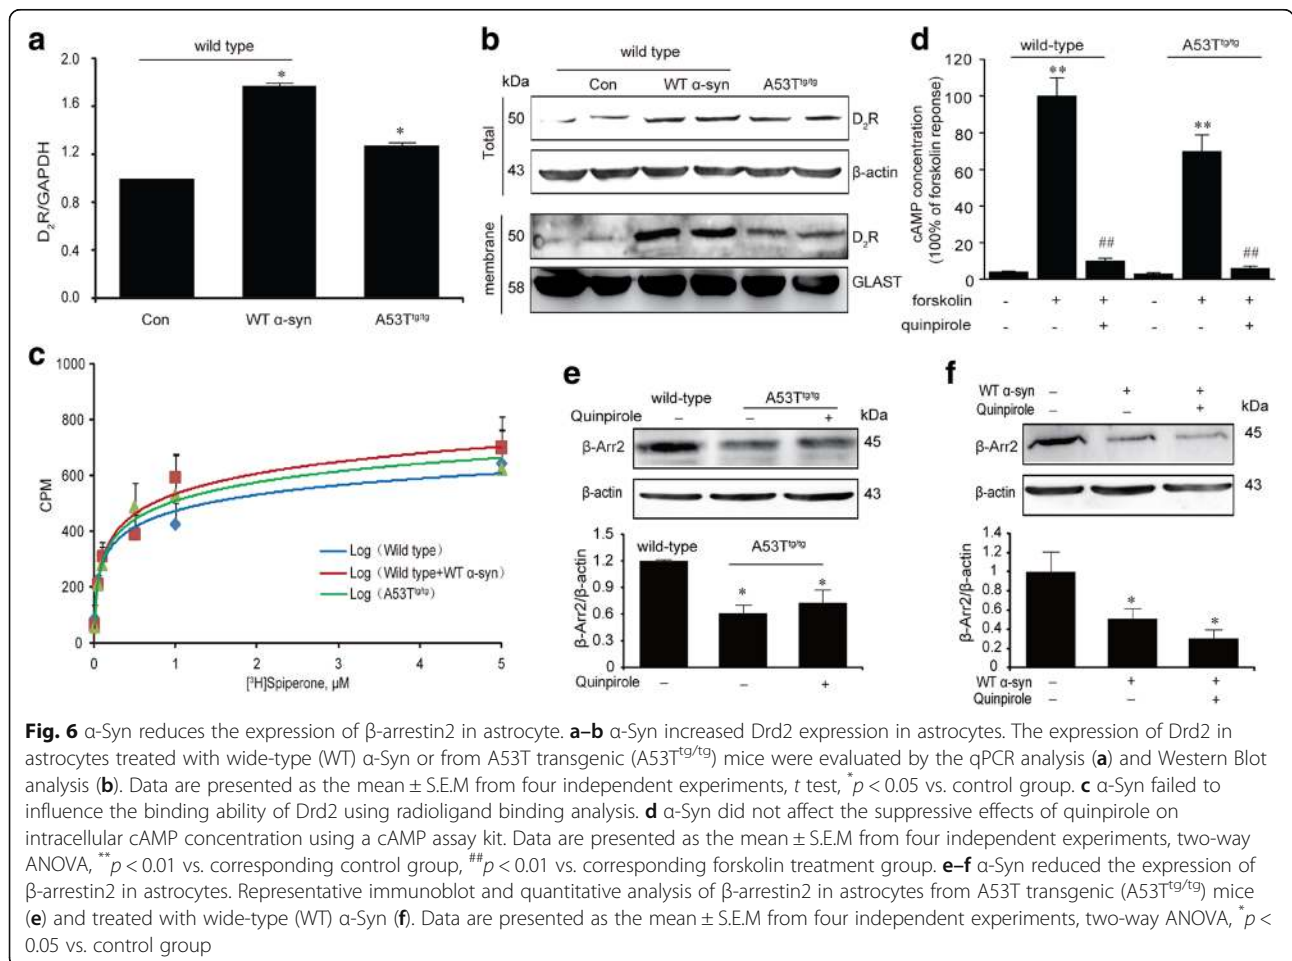 a
wild type
2.0
1.6
1.2
0.8
0.4
0.0
D₂R/GAPDH
*
*
Con WT α-syn A53Ttg/tg
b
wild type
kDa Con WT α-syn A53Ttg/tg
Total
50 D₂R
43 β-actin
membrane
50 D₂R
58 GLAST
d
wild-type A53Ttg/tg
cAMP concentration
(100% of forskolin reponse)
120
100
80
60
40
20
0
** ## ** ##
forskolin - + + - + +
quinpirole - - + - - +
c
1000
800
600
400
200
0
CPM
Log（Wild type）
Log（Wild type+WT α-syn）
Log（A53Ttg/tg）
0 1 2 3 4 5
[³H]Spiperone, μM
e
wild-type A53Ttg/tg
Quinpirole – – + kDa
β-Arr2 45
β-actin 43
wild-type A53Ttg/tg
β-Arr2/β-actin
1.5
1.2
0.9
0.6
0.3
0
* *
Quinpirole – – +
f
WT α-syn – + +
Quinpirole – – + kDa
β-Arr2 45
β-actin 43
β-Arr2/β-actin
1.4
1.2
1
0.8
0.6
0.4
0.2
0
* *
WT α-syn – + +
Quinpirole – – +
Fig. 6 α-Syn reduces the expression of β-arrestin2 in astrocyte. a–b α-Syn increased Drd2 expression in astrocytes. The expression of Drd2 in
astrocytes treated with wide-type (WT) α-Syn or from A53T transgenic (A53Ttg/tg) mice were evaluated by the qPCR analysis (a) and Western Blot
analysis (b). Data are presented as the mean ± S.E.M from four independent experiments, t test, *p < 0.05 vs. control group. c α-Syn failed to
influence the binding ability of Drd2 using radioligand binding analysis. d α-Syn did not affect the suppressive effects of quinpirole on
intracellular cAMP concentration using a cAMP assay kit. Data are presented as the mean ± S.E.M from four independent experiments, two-way
ANOVA, **p < 0.01 vs. corresponding control group, ##p < 0.01 vs. corresponding forskolin treatment group. e–f α-Syn reduced the expression of
β-arrestin2 in astrocytes. Representative immunoblot and quantitative analysis of β-arrestin2 in astrocytes from A53T transgenic (A53Ttg/tg) mice
(e) and treated with wide-type (WT) α-Syn (f). Data are presented as the mean ± S.E.M from four independent experiments, two-way ANOVA, *p <
0.05 vs. control group